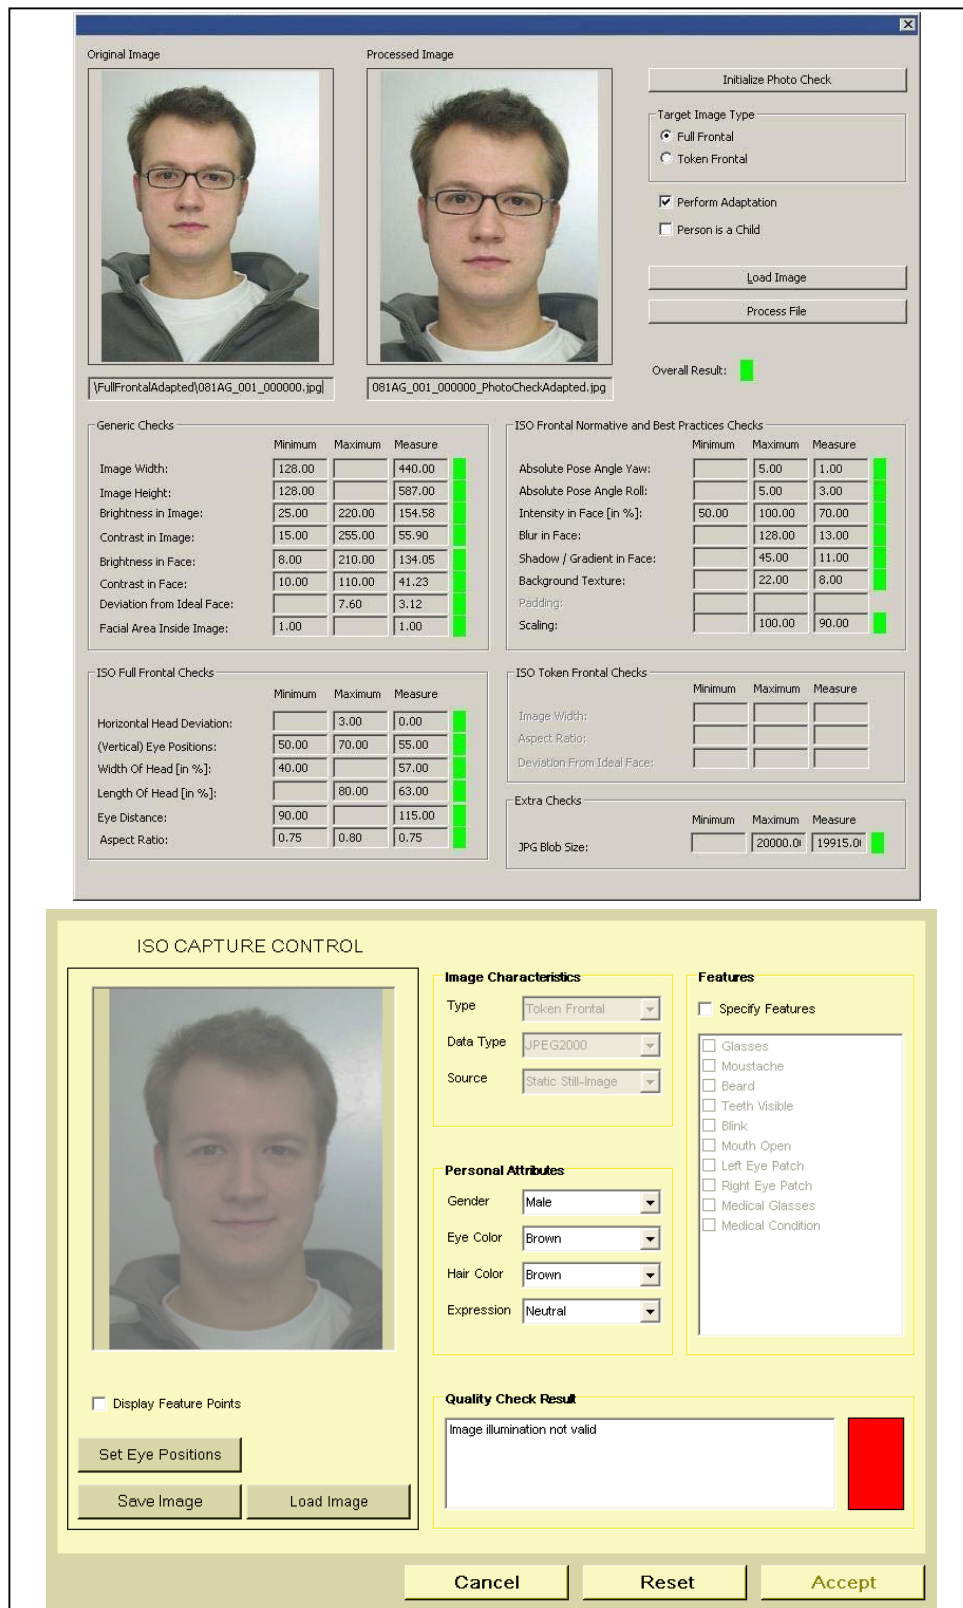 Original Image
Processed Image
Initialize Photo Check
Target Image Type
Full Frontal
Token Frontal
Perform Adaptation
Person is a Child
Load Image
Process File
Overall Result:
\FullFrontalAdapted\081AG_001_000000.jpg
081AG_001_000000_PhotoCheckAdapted.jpg
Generic Checks
Minimum Maximum Measure
Image Width: 128.00 440.00
Image Height: 128.00 587.00
Brightness in Image: 25.00 220.00 154.58
Contrast in Image: 15.00 255.00 55.90
Brightness in Face: 8.00 210.00 134.05
Contrast in Face: 10.00 110.00 41.23
Deviation from Ideal Face: 7.60 3.12
Facial Area Inside Image: 1.00 1.00
ISO Frontal Normative and Best Practices Checks
Minimum Maximum Measure
Absolute Pose Angle Yaw: 5.00 1.00
Absolute Pose Angle Roll: 5.00 3.00
Intensity in Face [in %]: 50.00 100.00 70.00
Blur in Face: 128.00 13.00
Shadow / Gradient in Face: 45.00 11.00
Background Texture: 22.00 8.00
Padding:
Scaling: 100.00 90.00
ISO Full Frontal Checks
Minimum Maximum Measure
Horizontal Head Deviation: 3.00 0.00
(Vertical) Eye Positions: 50.00 70.00 55.00
Width Of Head [in %]: 40.00 57.00
Length Of Head [in %]: 80.00 63.00
Eye Distance: 90.00 115.00
Aspect Ratio: 0.75 0.80 0.75
ISO Token Frontal Checks
Minimum Maximum Measure
Image Width:
Aspect Ratio:
Deviation From Ideal Face:
Extra Checks
Minimum Maximum Measure
JPG Blob Size: 20000.0 19915.0
ISO CAPTURE CONTROL
Display Feature Points
Set Eye Positions
Save Image
Load Image
Image Characteristics
Type Token Frontal
Data Type JPEG2000
Source Static Still-Image
Personal Attributes
Gender Male
Eye Color Brown
Hair Color Brown
Expression Neutral
Features
Specify Features
Glasses
Moustache
Beard
Teeth Visible
Blink
Mouth Open
Left Eye Patch
Right Eye Patch
Medical Glasses
Medical Condition
Quality Check Result
Image illumination not valid
Cancel
Reset
Accept